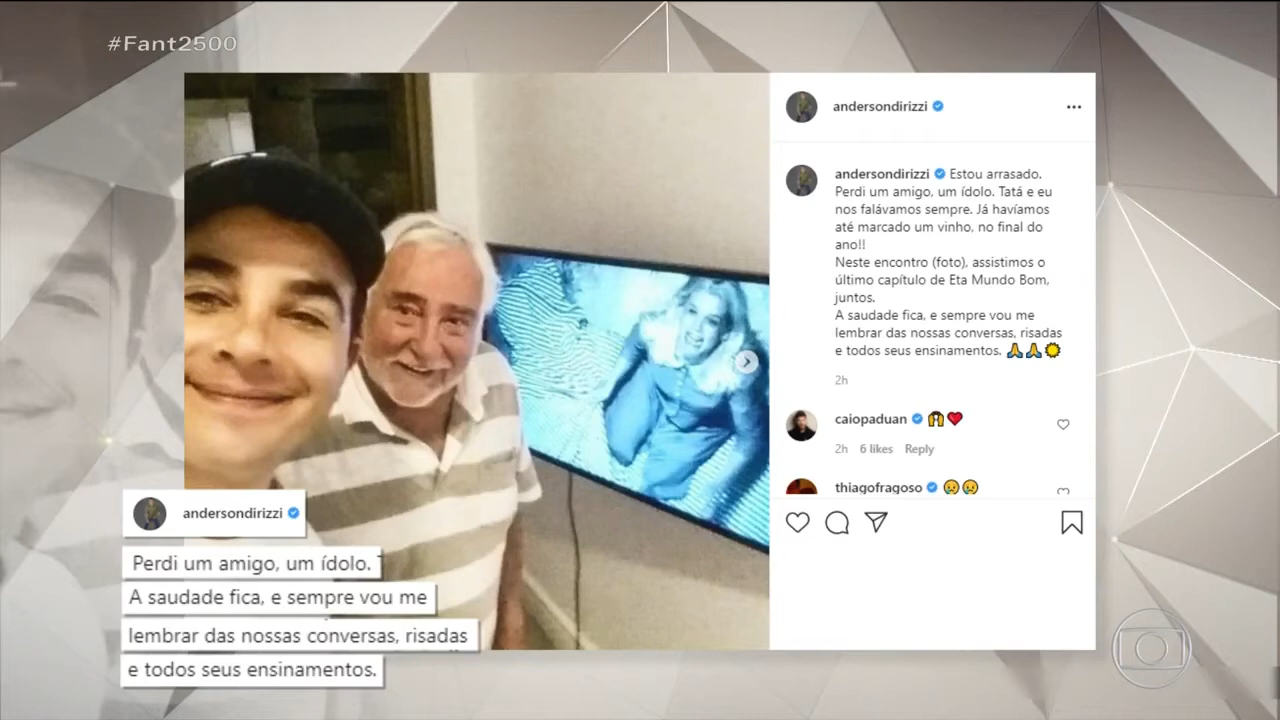 #Fant2500
andersondirizzi
andersondirizzi Estou arrasado.
Perdi um amigo, um ídolo. Tatá e eu
nos falávamos sempre. Já havíamos
até marcado um vinho, no final do
ano!!
Neste encontro (foto), assistimos o
último capítulo de Eta Mundo Bom,
juntos.
A saudade fica, e sempre vou me
lembrar das nossas conversas, risadas
e todos seus ensinamentos. 🙏🙏🌞
2h
caiopaduan 🙌❤️
2h 6 likes Reply
thiagofragoso 😢😢
andersondirizzi
Perdi um amigo, um ídolo.
A saudade fica, e sempre vou me
lembrar das nossas conversas, risadas
e todos seus ensinamentos.